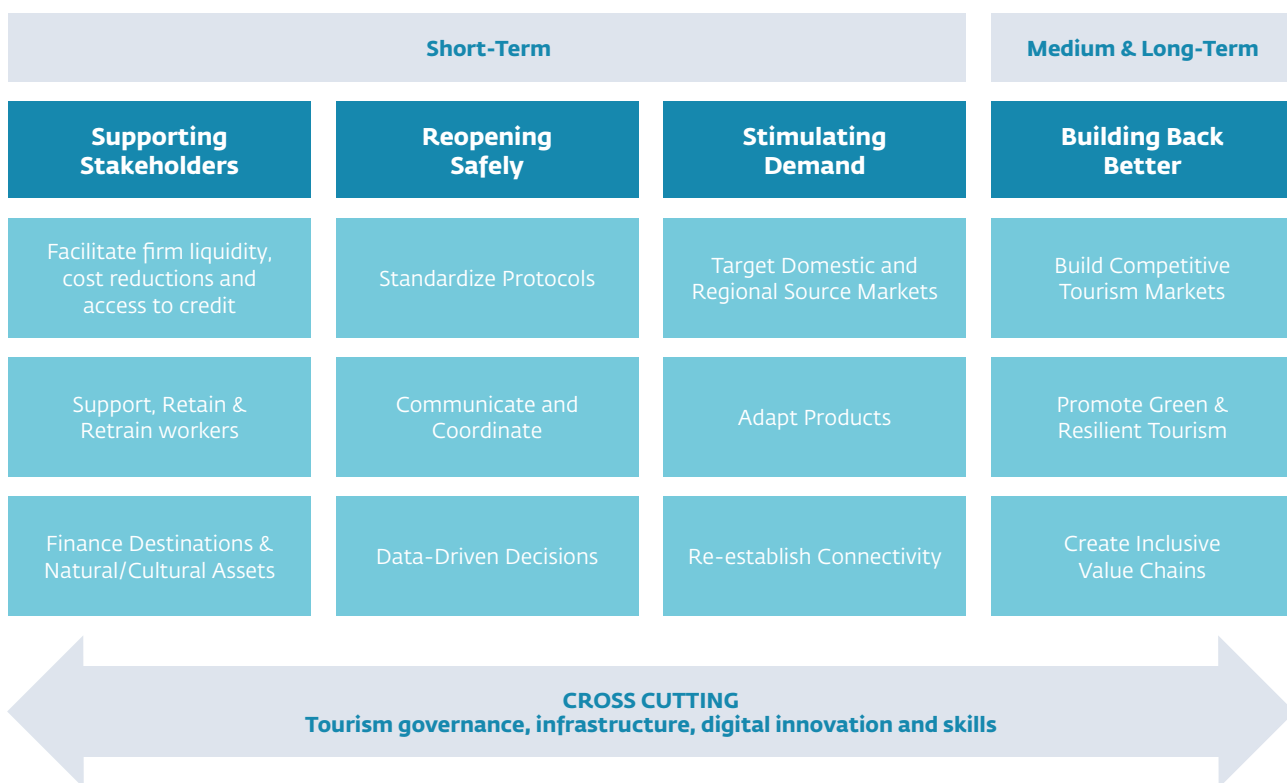 Short-Term
Medium & Long-Term
Supporting
Stakeholders
Reopening
Safely
Stimulating
Demand
Building Back
Better
Facilitate firm liquidity,
cost reductions and
access to credit
Standardize Protocols
Target Domestic and
Regional Source Markets
Build Competitive
Tourism Markets
Support, Retain &
Retrain workers
Communicate and
Coordinate
Adapt Products
Promote Green &
Resilient Tourism
Finance Destinations &
Natural/Cultural Assets
Data-Driven Decisions
Re-establish Connectivity
Create Inclusive
Value Chains
CROSS CUTTING
Tourism governance, infrastructure, digital innovation and skills